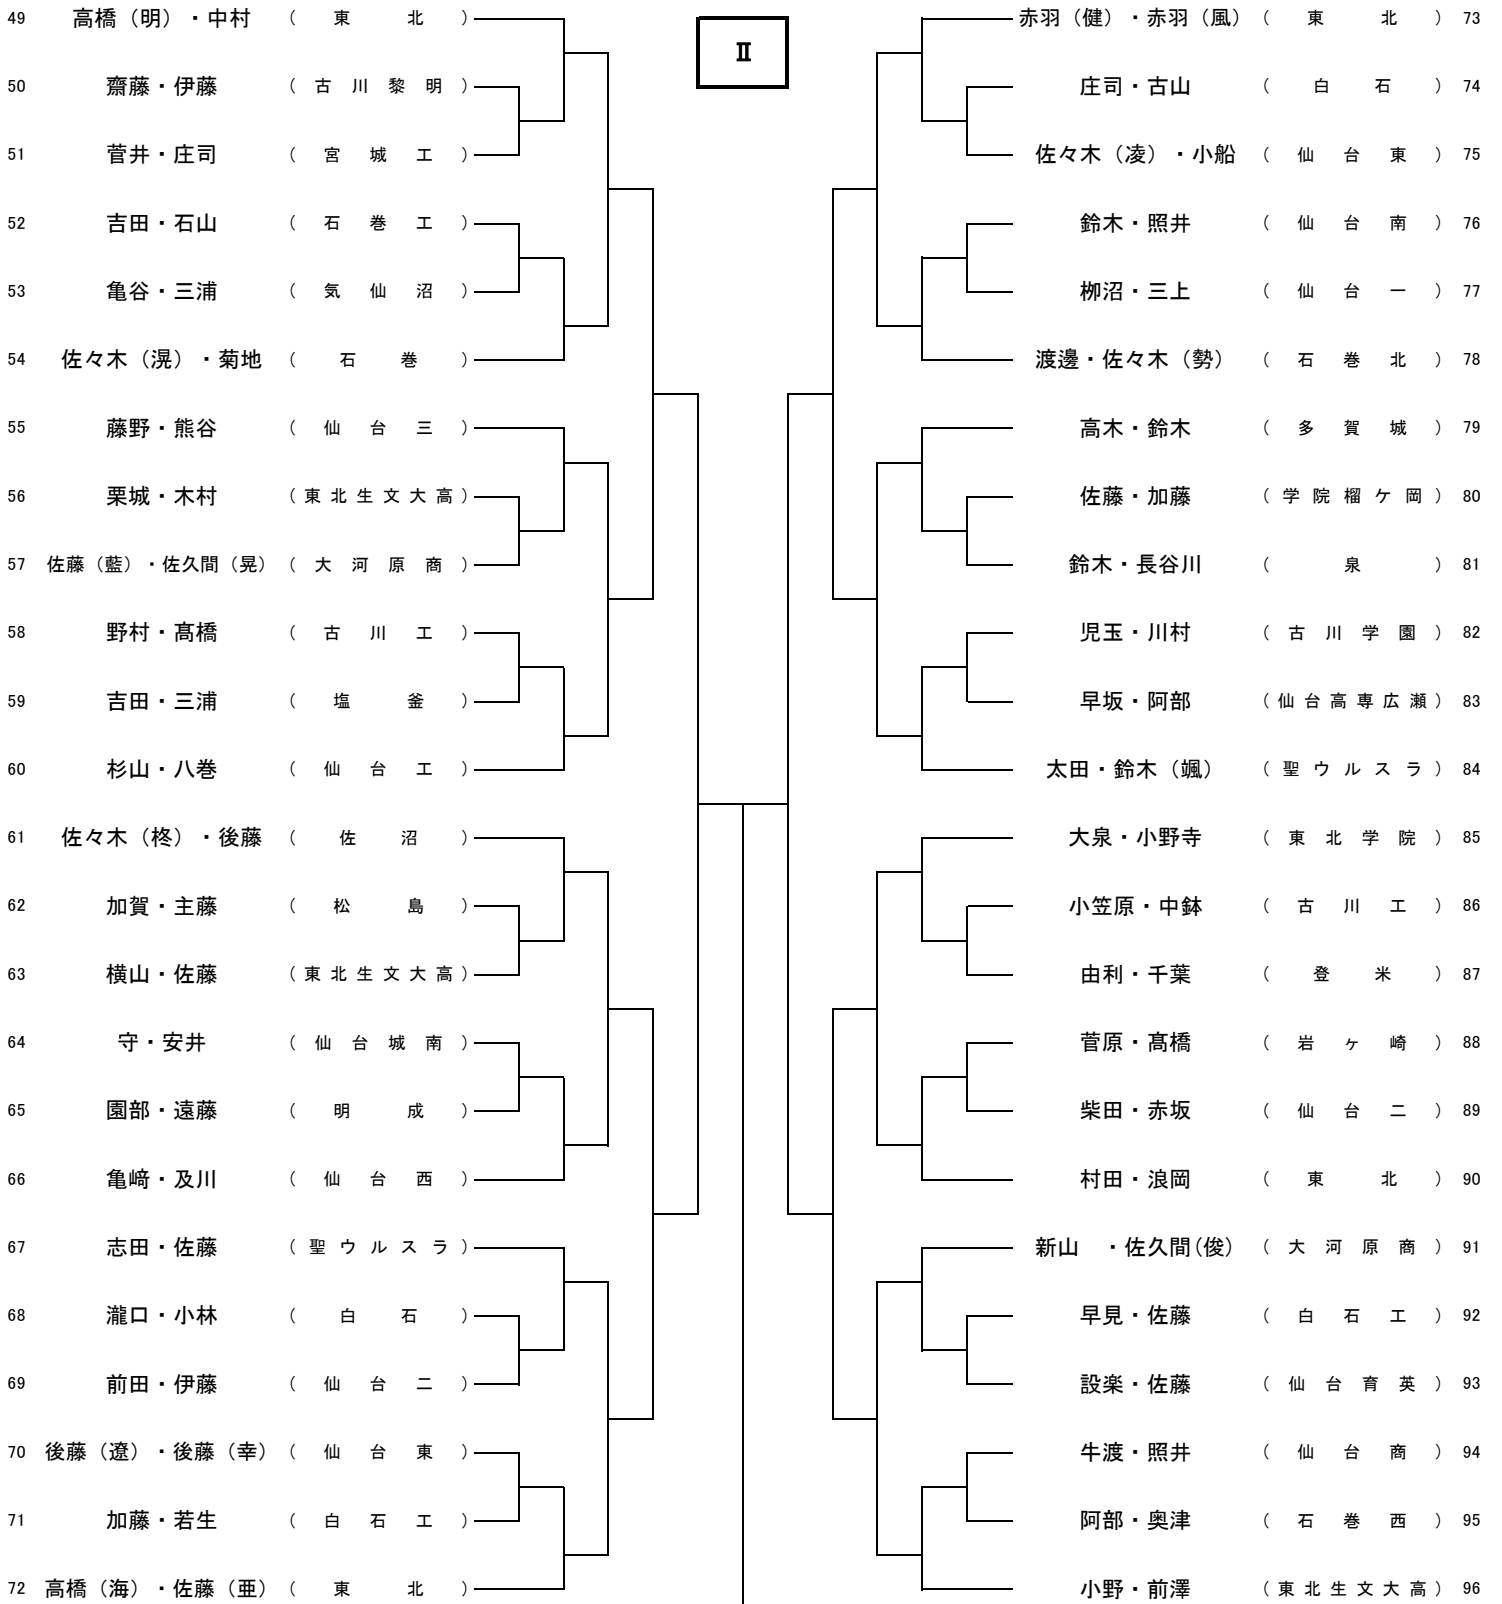 Ⅱ
49 高橋（明）・中村 （東北）
50 齋藤・伊藤 （古川黎明）
51 菅井・庄司 （宮城工）
52 吉田・石山 （石巻工）
53 亀谷・三浦 （気仙沼）
54 佐々木（滉）・菊地 （石巻）
55 藤野・熊谷 （仙台三）
56 栗城・木村 （東北生文大高）
57 佐藤（藍）・佐久間（晃） （大河原商）
58 野村・髙橋 （古川工）
59 吉田・三浦 （塩釜）
60 杉山・八巻 （仙台工）
61 佐々木（柊）・後藤 （佐沼）
62 加賀・主藤 （松島）
63 横山・佐藤 （東北生文大高）
64 守・安井 （仙台城南）
65 園部・遠藤 （明成）
66 亀﨑・及川 （仙台西）
67 志田・佐藤 （聖ウルスラ）
68 瀧口・小林 （白石）
69 前田・伊藤 （仙台二）
70 後藤（遼）・後藤（幸） （仙台東）
71 加藤・若生 （白石工）
72 高橋（海）・佐藤（亜） （東北）
赤羽（健）・赤羽（風） （東北） 73
庄司・古山 （白石） 74
佐々木（凌）・小船 （仙台東） 75
鈴木・照井 （仙台南） 76
栁沼・三上 （仙台一） 77
渡邊・佐々木（勢） （石巻北） 78
高木・鈴木 （多賀城） 79
佐藤・加藤 （学院榴ケ岡） 80
鈴木・長谷川 （泉） 81
児玉・川村 （古川学園） 82
早坂・阿部 （仙台高専広瀬） 83
太田・鈴木（颯） （聖ウルスラ） 84
大泉・小野寺 （東北学院） 85
小笠原・中鉢 （古川工） 86
由利・千葉 （登米） 87
菅原・髙橋 （岩ヶ崎） 88
柴田・赤坂 （仙台二） 89
村田・浪岡 （東北） 90
新山　・佐久間(俊) （大河原商） 91
早見・佐藤 （白石工） 92
設楽・佐藤 （仙台育英） 93
牛渡・照井 （仙台商） 94
阿部・奥津 （石巻西） 95
小野・前澤 （東北生文大高） 96